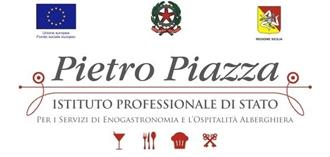 Unione europea
Fondo sociale europeo
REGIONE SICILIA
Pietro Piazza
ISTITUTO PROFESSIONALE DI STATO
PER I SERVIZI DI ENOGASTRONOMIA E L'OSPITALITÀ ALBERGHIERA